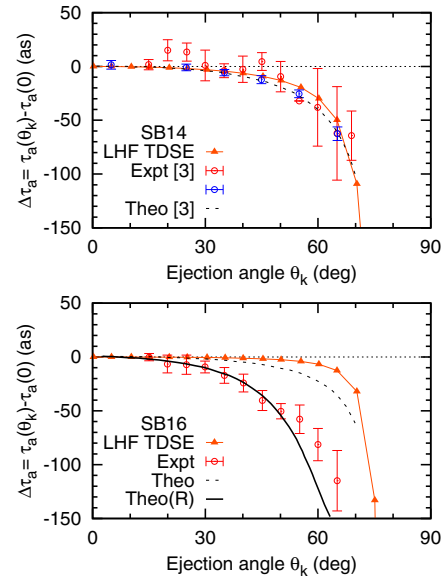 50
0
-50
-100
-150
Δτₐ= τₐ(θₖ)-τₐ(0) (as)
SB14
LHF TDSE
Expt [3]
Theo [3]
0 30 60 90
Ejection angle θₖ (deg)
50
0
-50
-100
-150
Δτₐ= τₐ(θₖ)-τₐ(0) (as)
SB16
LHF TDSE
Expt
Theo
Theo(R)
0 30 60 90
Ejection angle θₖ (deg)